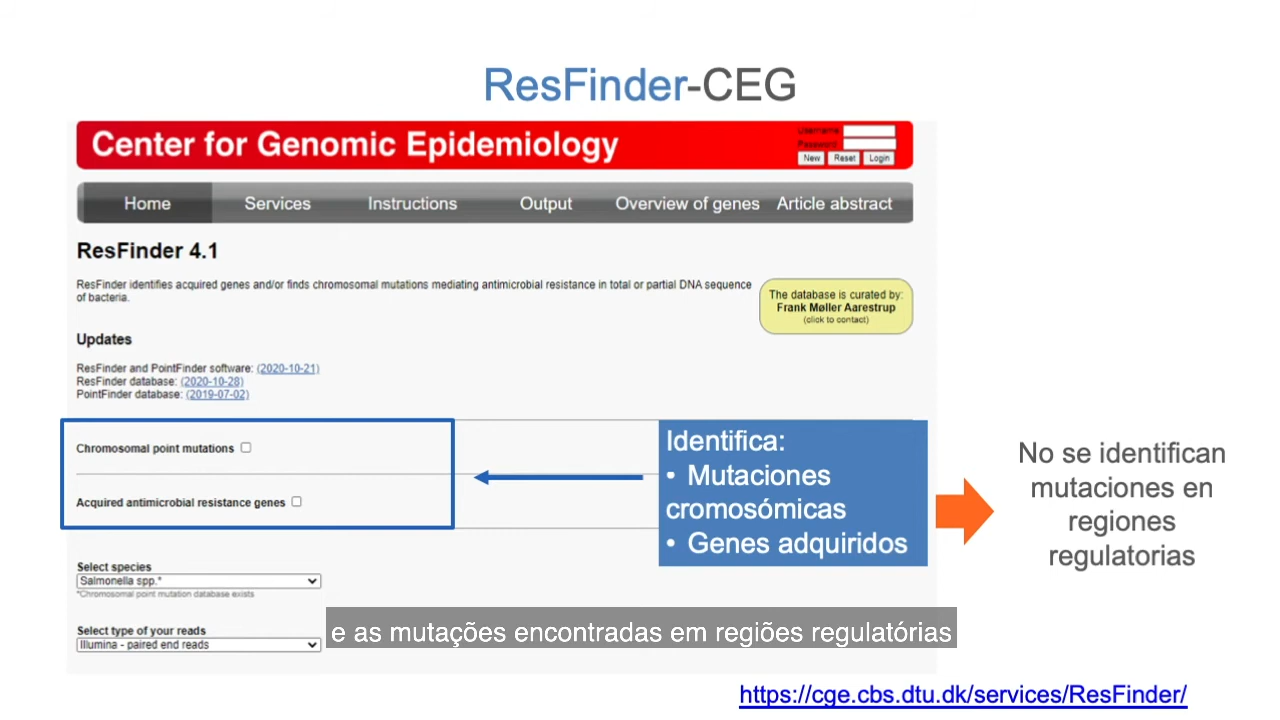 ResFinder-CEG
Center for Genomic Epidemiology
Username:
Password:
New Reset Login
Home Services Instructions Output Overview of genes Article abstract
ResFinder 4.1
ResFinder identifies acquired genes and/or finds chromosomal mutations mediating antimicrobial resistance in total or partial DNA sequence
of bacteria.
The database is curated by:
Frank Møller Aarestrup
(click to contact)
Updates
ResFinder and PointFinder software: (2020-10-21)
ResFinder database: (2020-10-28)
PointFinder database: (2019-07-02)
Chromosomal point mutations
Acquired antimicrobial resistance genes
Identifica:
• Mutaciones
cromosómicas
• Genes adquiridos
No se identifican
mutaciones en
regiones
regulatorias
Select species
Salmonella spp.*
*Chromosomal point mutation database exists
Select type of your reads
Illumina - paired end reads
e as mutações encontradas em regiões regulatórias
https://cge.cbs.dtu.dk/services/ResFinder/